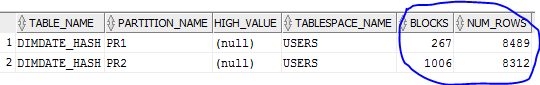 TABLE_NAME PARTITION_NAME HIGH_VALUE TABLESPACE_NAME BLOCKS NUM_ROWS
1 DIMDATE_HASH PR1 (null) USERS 267 8489
2 DIMDATE_HASH PR2 (null) USERS 1006 8312